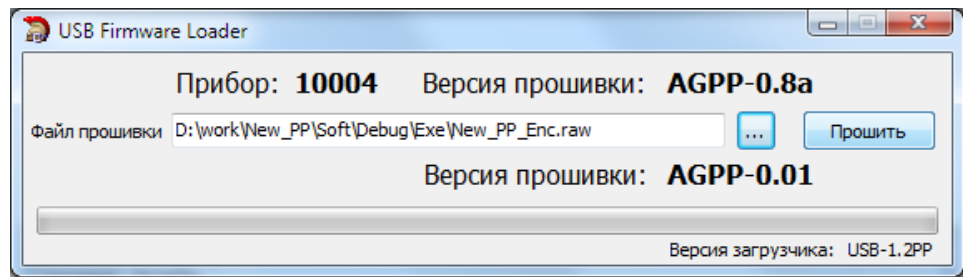 USB Firmware Loader
Прибор: 10004 Версия прошивки: AGPP-0.8a
Файл прошивки D:\work\New_PP\Soft\Debug\Exe\New_PP_Enc.raw ... Прошить
Версия прошивки: AGPP-0.01
Версия загрузчика: USB-1.2PP